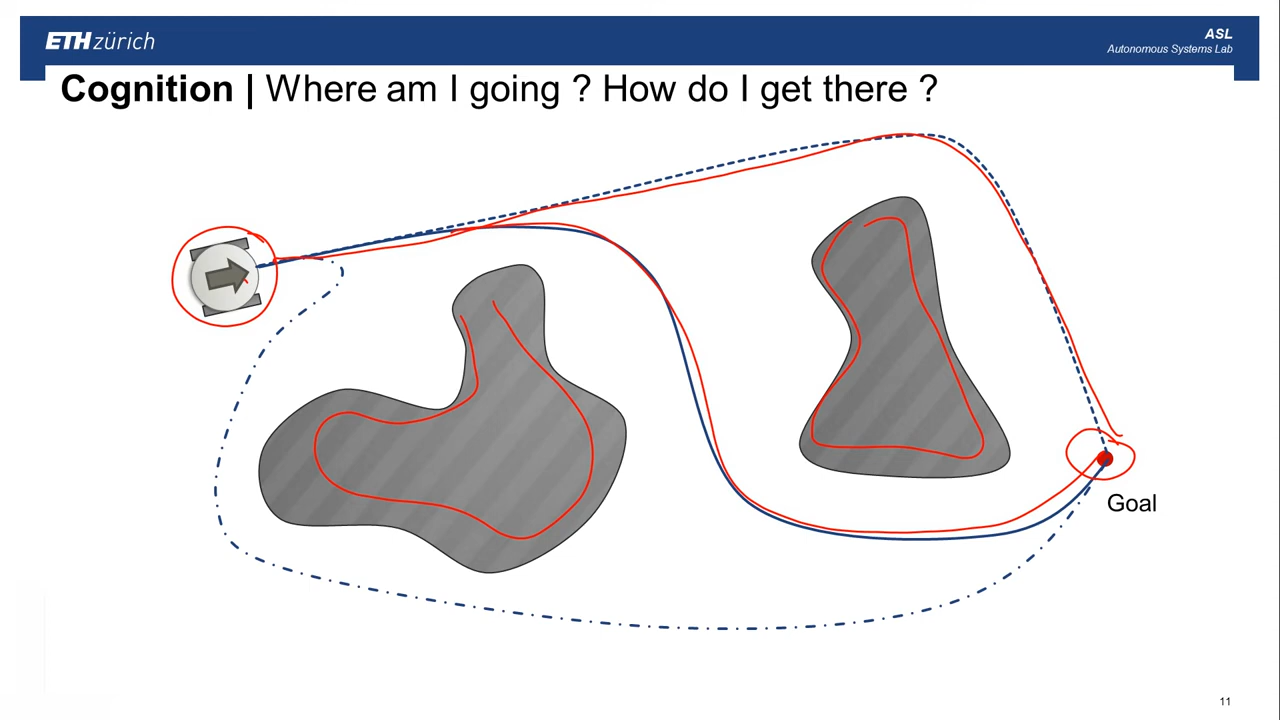 ETH zürich
ASL
Autonomous Systems Lab
Cognition | Where am I going ? How do I get there ?
Goal
11